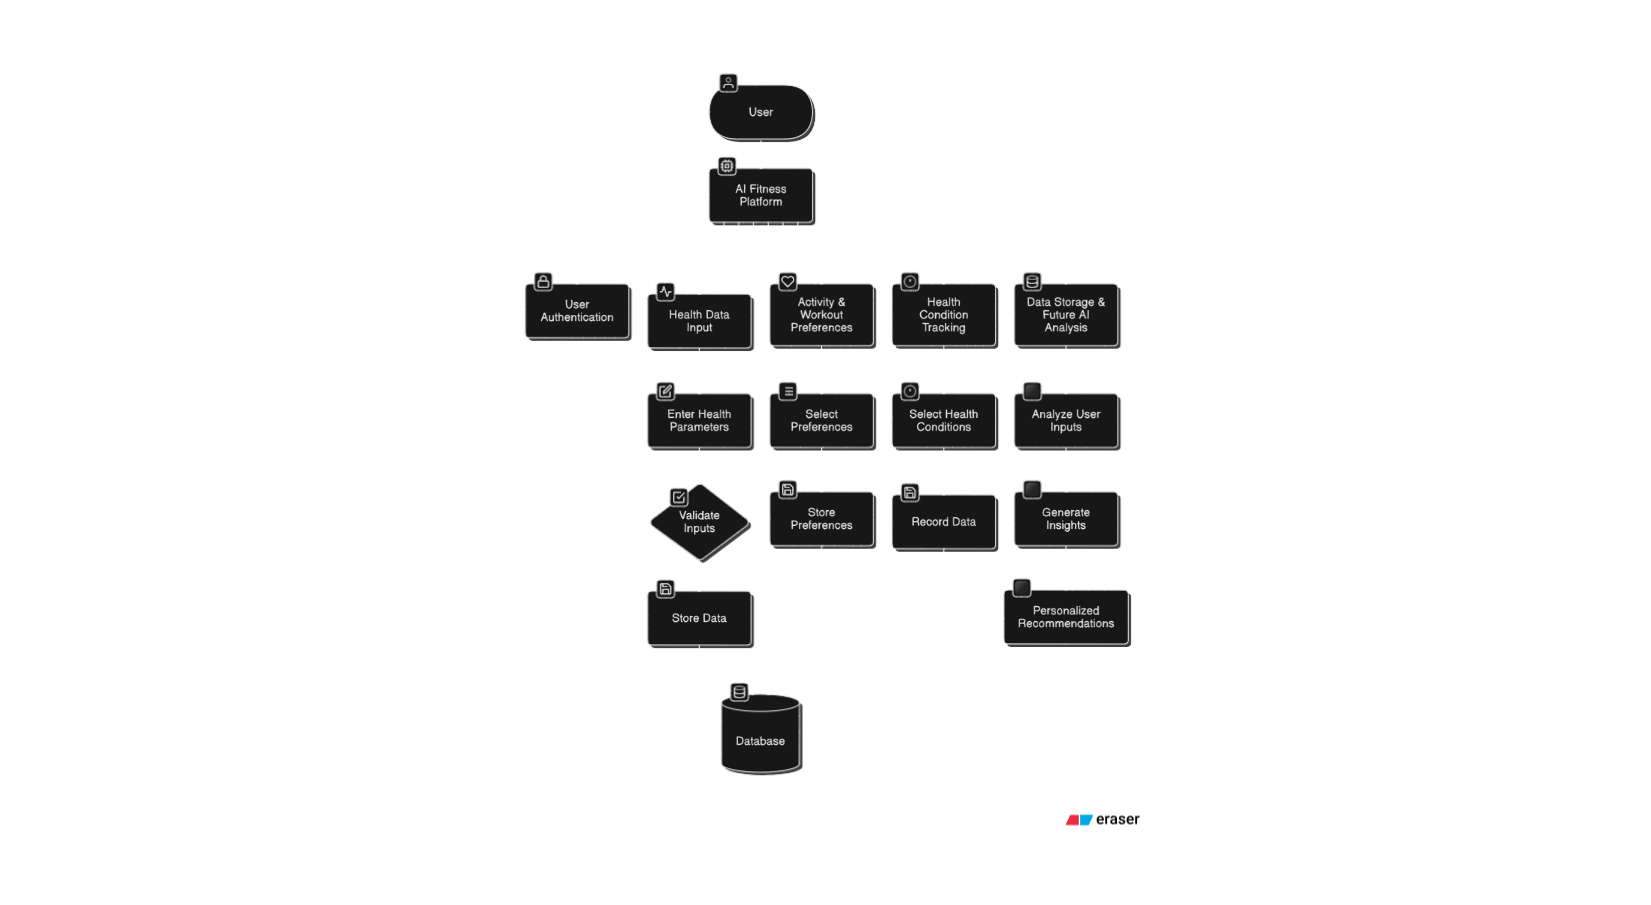 User
AI Fitness
Platform
User
Authentication
Health Data
Input
Activity &
Workout
Preferences
Health
Condition
Tracking
Data Storage &
Future AI
Analysis
Enter Health
Parameters
Select
Preferences
Select Health
Conditions
Analyze User
Inputs
Validate
Inputs
Store
Preferences
Record Data
Generate
Insights
Store Data
Personalized
Recommendations
Database
eraser